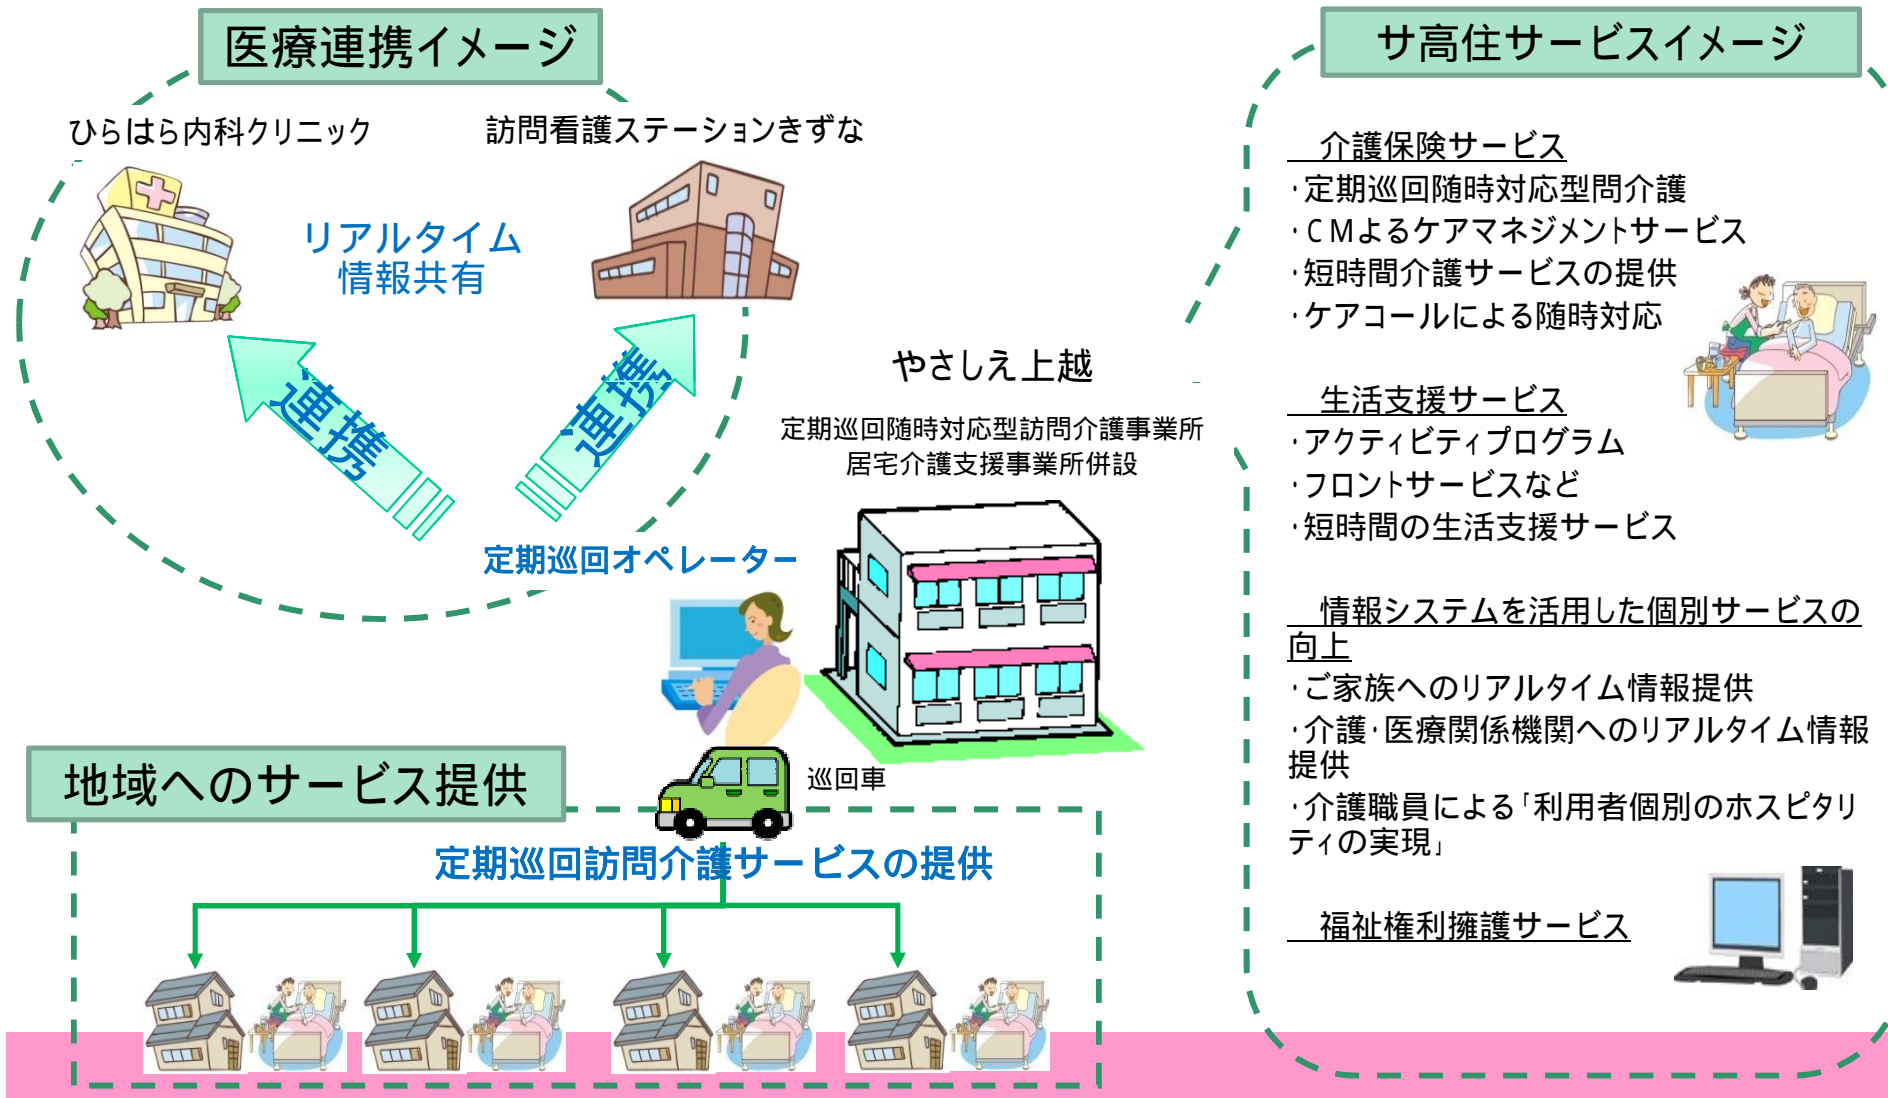 医療連携イメージ
ひらはら内科クリニック
訪問看護ステーションきずな
リアルタイム
情報共有
連携
連携
定期巡回オペレーター
やさしえ上越
定期巡回随時対応型訪問介護事業所
居宅介護支援事業所併設
巡回車
地域へのサービス提供
定期巡回訪問介護サービスの提供
サ高住サービスイメージ
介護保険サービス
・定期巡回随時対応型問介護
・CMよるケアマネジメントサービス
・短時間介護サービスの提供
・ケアコールによる随時対応
生活支援サービス
・アクティビティプログラム
・フロントサービスなど
・短時間の生活支援サービス
情報システムを活用した個別サービスの
向上
・ご家族へのリアルタイム情報提供
・介護・医療関係機関へのリアルタイム情報
提供
・介護職員による「利用者個別のホスピタリ
ティの実現」
福祉権利擁護サービス